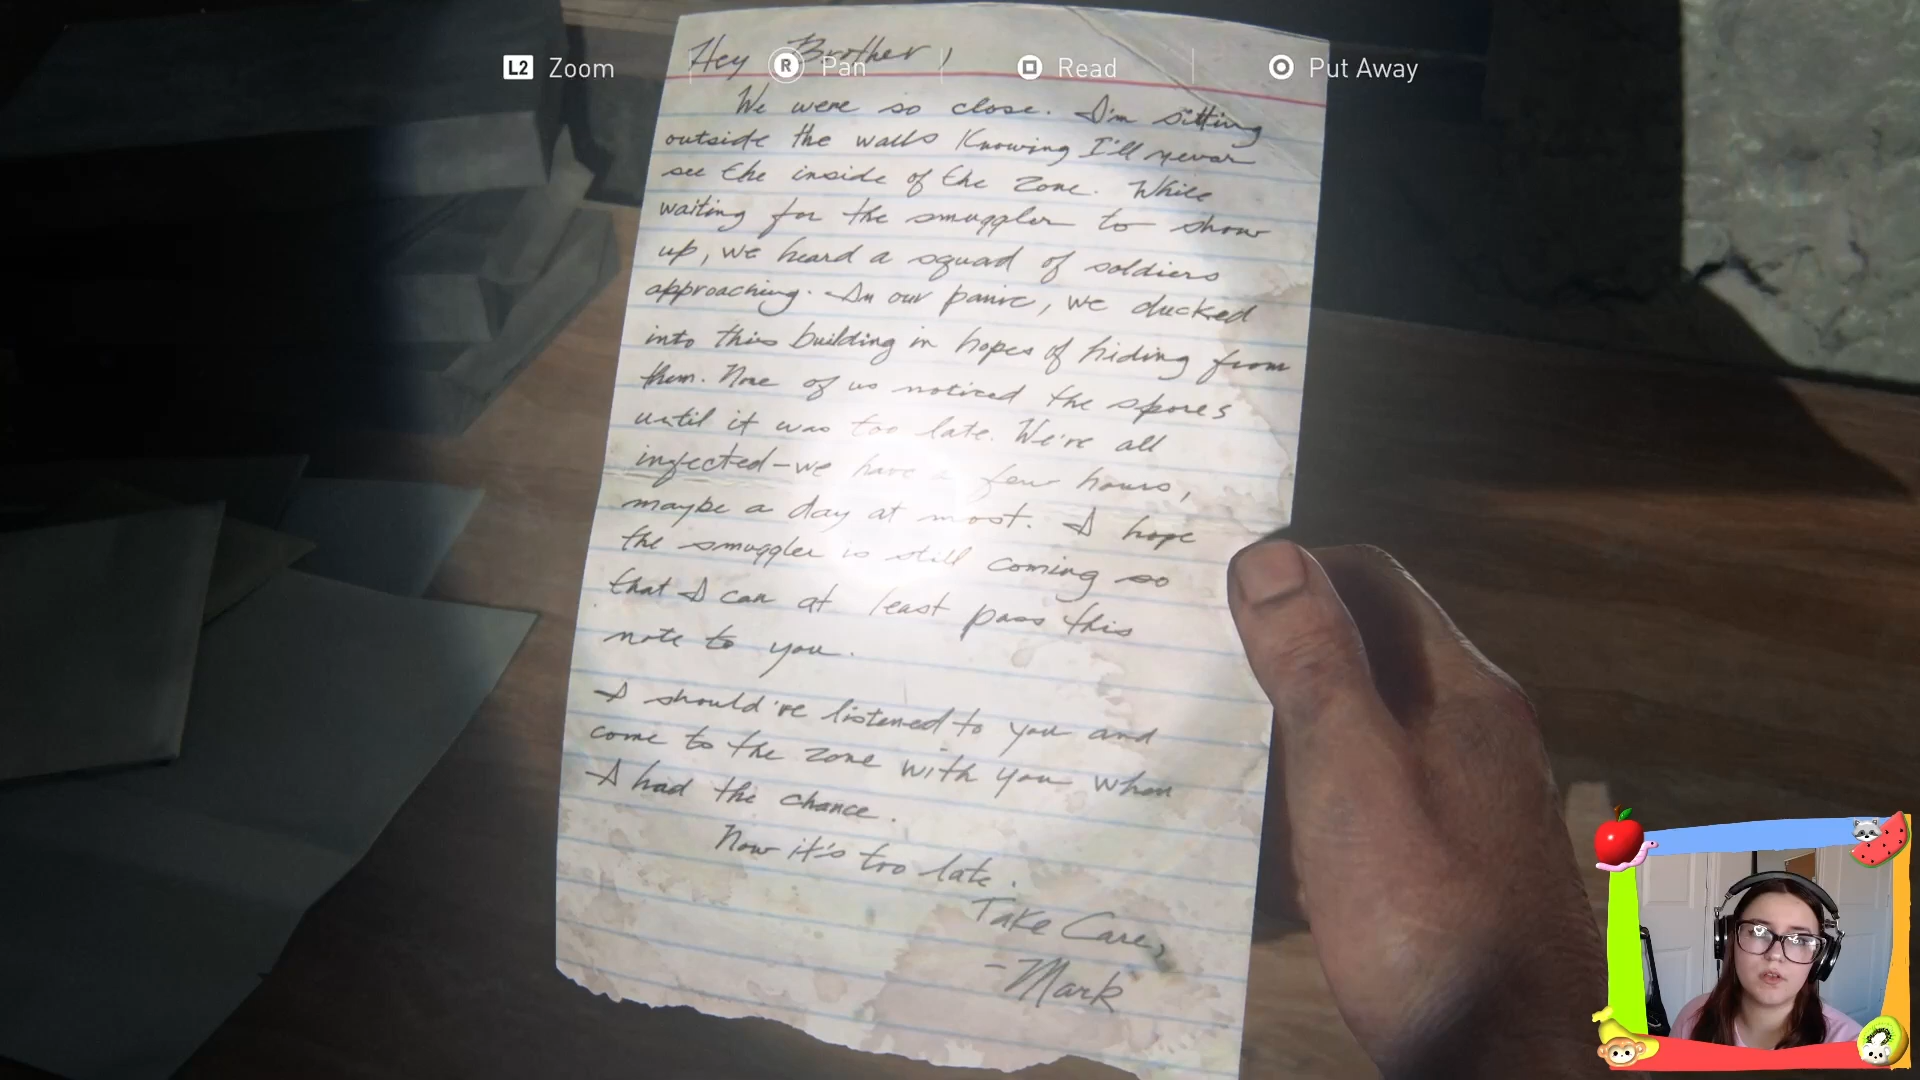 L2 Zoom R Pan Read Put Away
Hey Brother,
We were so close. I'm sitting
outside the walls Knowing I'll never
see the inside of the zone. While
waiting for the smuggler to show
up, we heard a squad of soldiers
approaching. In our panic, we ducked
into this building in hopes of hiding from
them. None of us noticed the spores
until it was too late. We're all
infected-we have a few hours,
maybe a day at most. I hope
the smuggler is still coming so
that I can at least pass this
note to you.
I should've listened to you and
come to the zone with you when
I had the chance.
Now it's too late.
Take Care,
-Mark